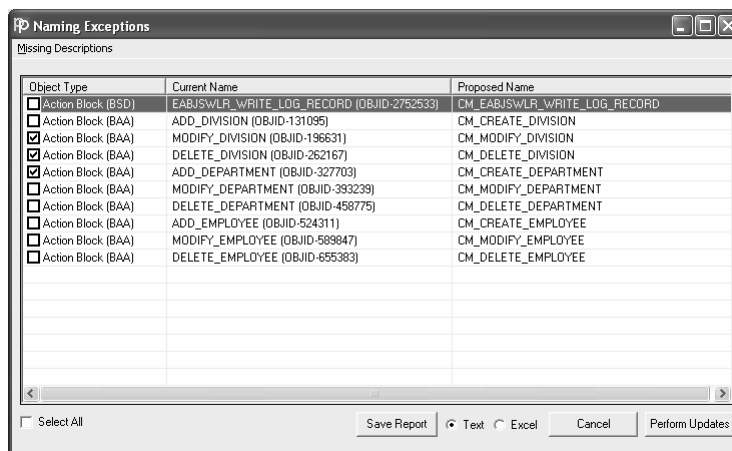 Naming Exceptions
Missing Descriptions
Object Type Current Name Proposed Name
Action Block (BSD) EABJSWLR_WRITE_LOG_RECORD (OBJID-2752533) CM_EABJSWLR_WRITE_LOG_RECORD
Action Block (BAA) ADD_DIVISION (OBJID-131095) CM_CREATE_DIVISION
Action Block (BAA) MODIFY_DIVISION (OBJID-196631) CM_MODIFY_DIVISION
Action Block (BAA) DELETE_DIVISION (OBJID-262167) CM_DELETE_DIVISION
Action Block (BAA) ADD_DEPARTMENT (OBJID-327703) CM_CREATE_DEPARTMENT
Action Block (BAA) MODIFY_DEPARTMENT (OBJID-393239) CM_MODIFY_DEPARTMENT
Action Block (BAA) DELETE_DEPARTMENT (OBJID-458775) CM_DELETE_DEPARTMENT
Action Block (BAA) ADD_EMPLOYEE (OBJID-524311) CM_CREATE_EMPLOYEE
Action Block (BAA) MODIFY_EMPLOYEE (OBJID-589847) CM_MODIFY_EMPLOYEE
Action Block (BAA) DELETE_EMPLOYEE (OBJID-655383) CM_DELETE_EMPLOYEE
Select All Save Report Text Excel Cancel Perform Updates